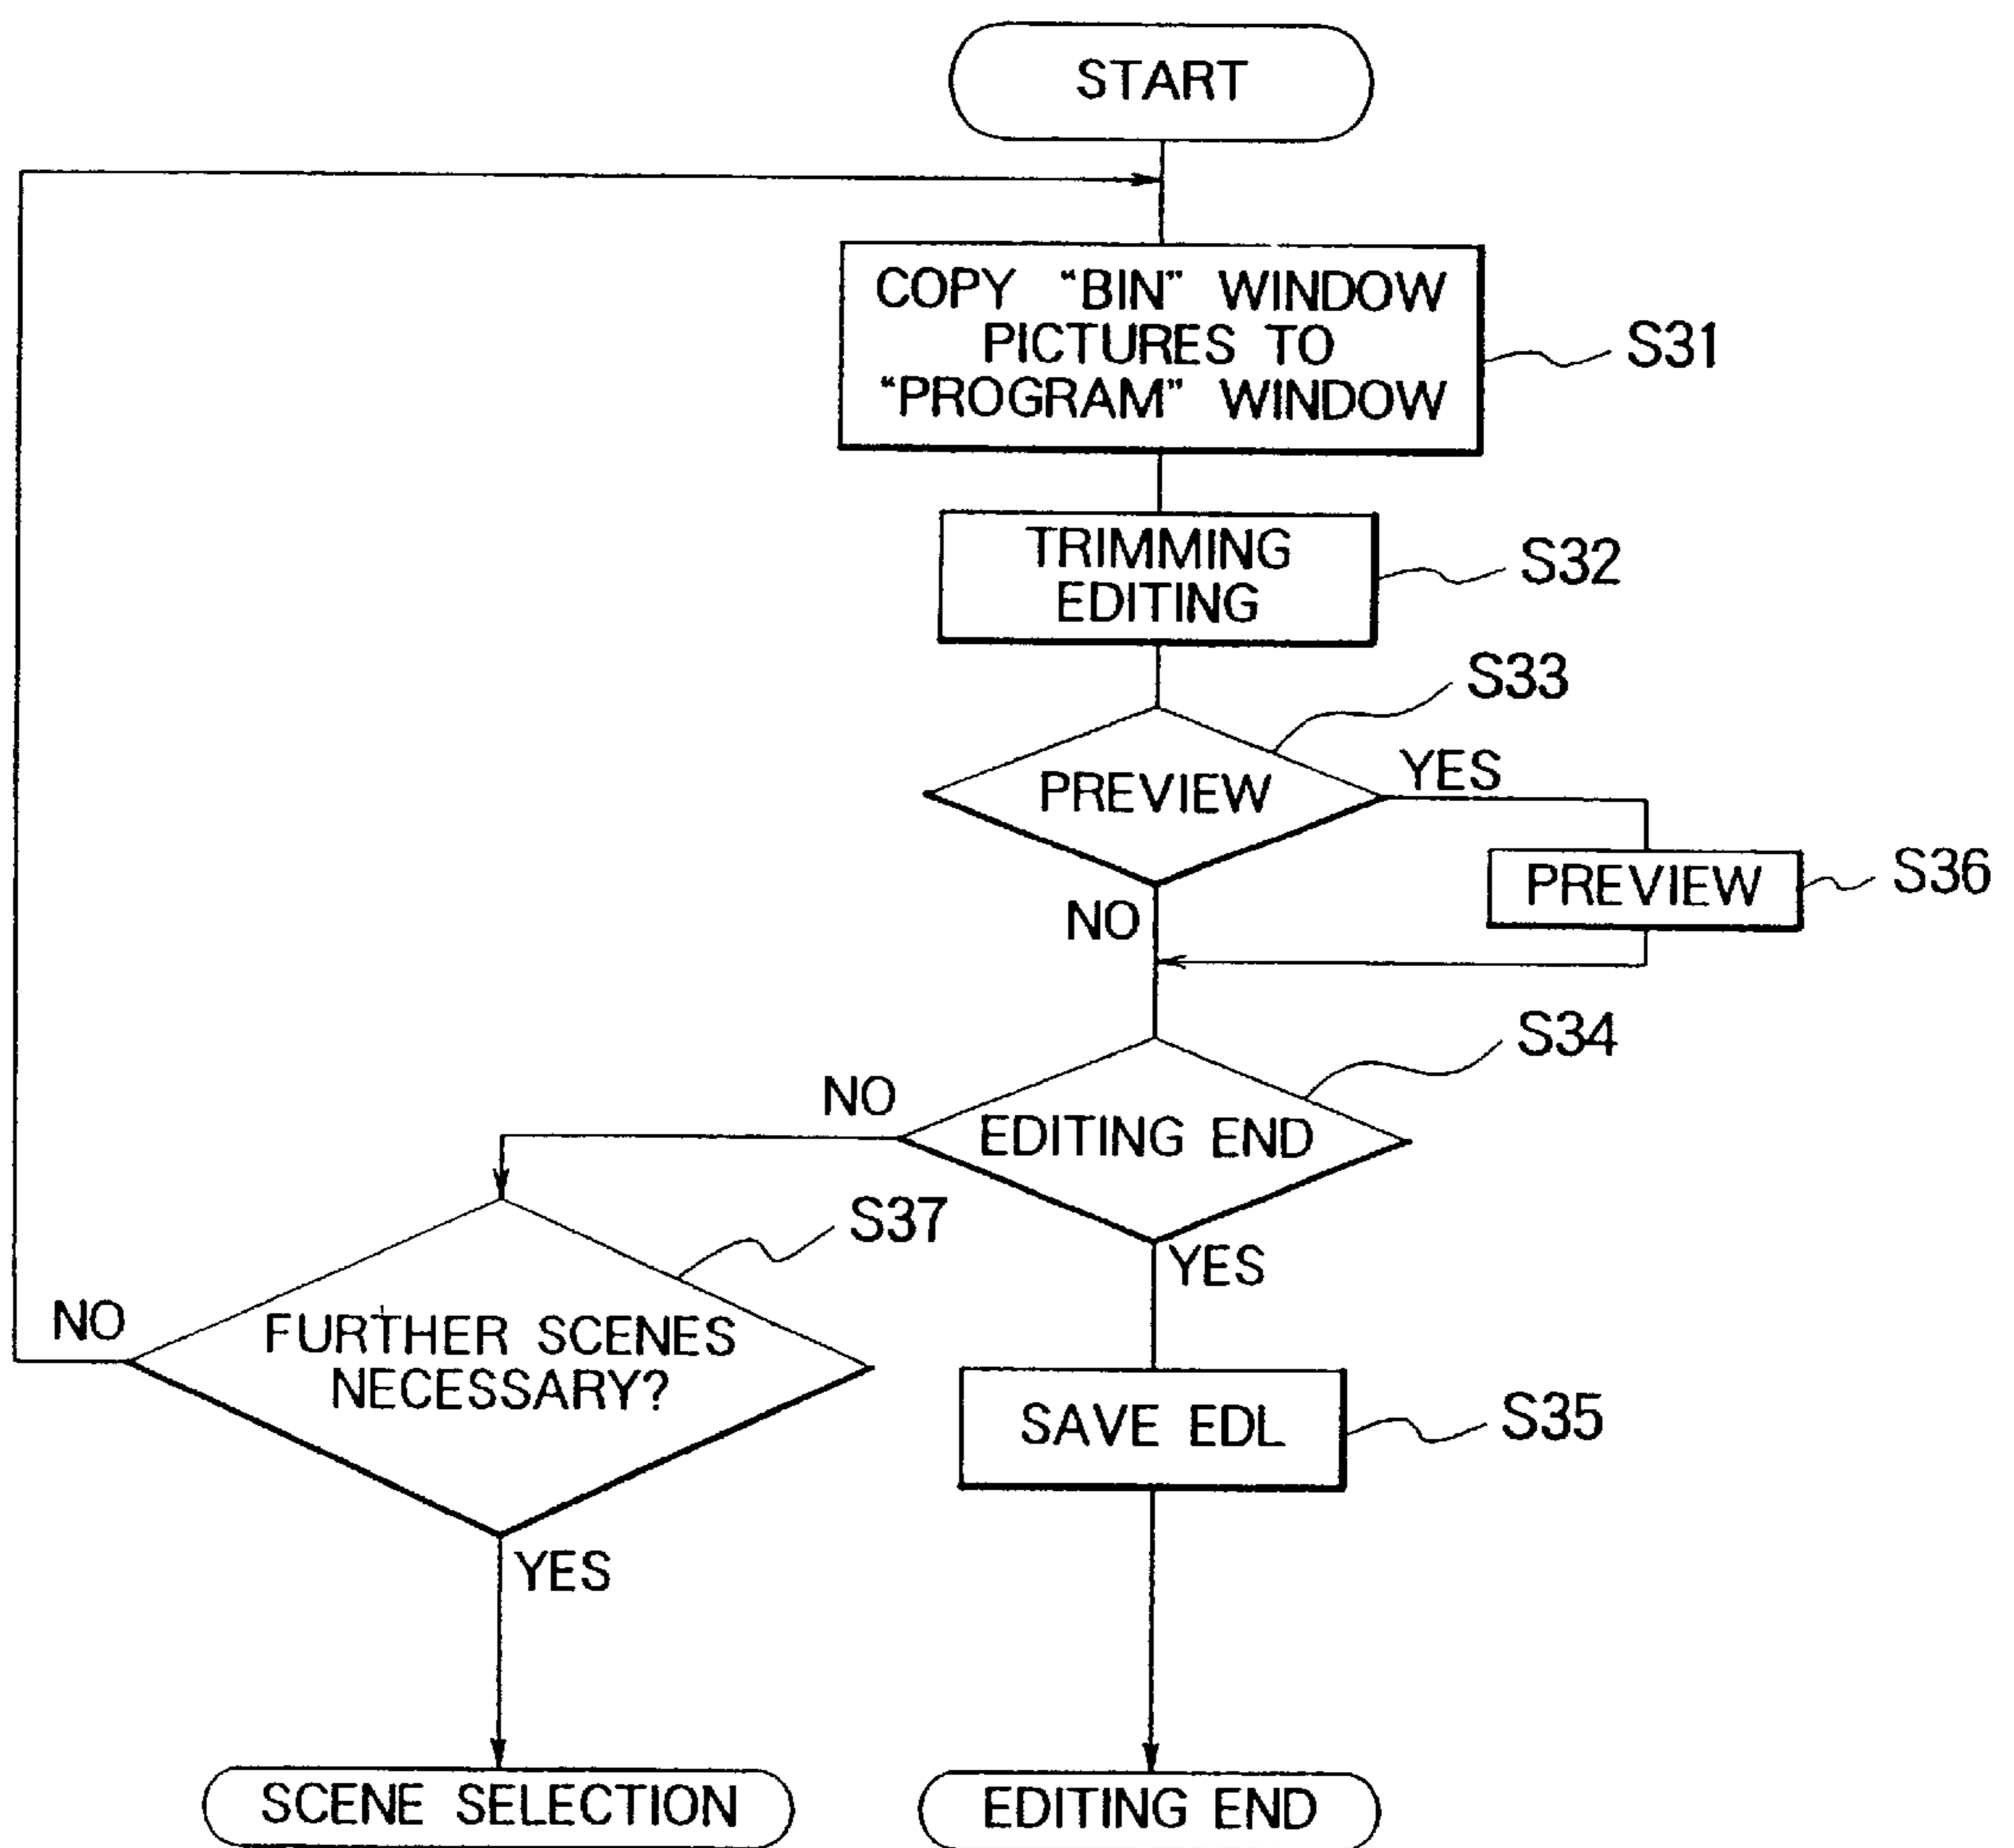 START
COPY “BIN” WINDOW
PICTURES TO
“PROGRAM” WINDOW
S31
TRIMMING
EDITING
S32
S33
PREVIEW
YES
PREVIEW
S36
NO
S34
NO
EDITING END
S37
YES
NO
FURTHER SCENES
NECESSARY?
SAVE EDL
S35
YES
SCENE SELECTION
EDITING END